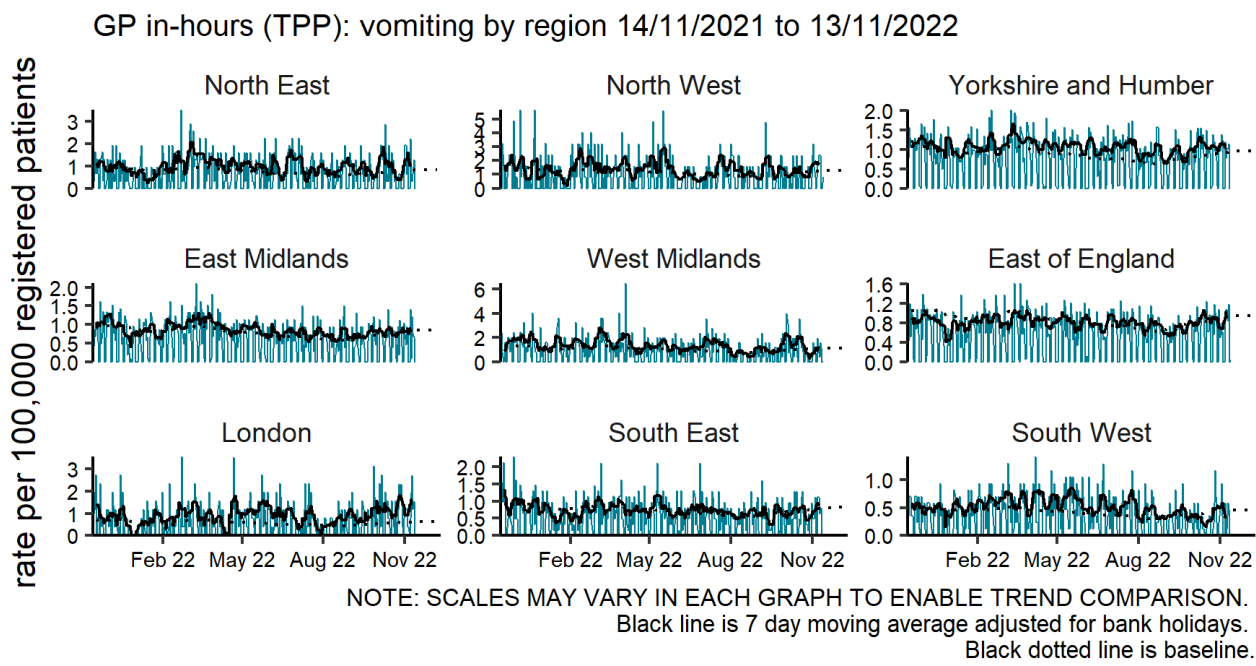 GP in-hours (TPP): vomiting by region 14/11/2021 to 13/11/2022
rate per 100,000 registered patients
North East
3
2
1
0
North West
5
4
3
2
1
0
Yorkshire and Humber
2.0
1.5
1.0
0.5
0.0
East Midlands
2.0
1.5
1.0
0.5
0.0
West Midlands
6
4
2
0
East of England
1.6
1.2
0.8
0.4
0.0
London
3
2
1
0
South East
2.0
1.5
1.0
0.5
0.0
South West
1.0
0.5
0.0
Feb 22 May 22 Aug 22 Nov 22
Feb 22 May 22 Aug 22 Nov 22
Feb 22 May 22 Aug 22 Nov 22
NOTE: SCALES MAY VARY IN EACH GRAPH TO ENABLE TREND COMPARISON.
Black line is 7 day moving average adjusted for bank holidays.
Black dotted line is baseline.